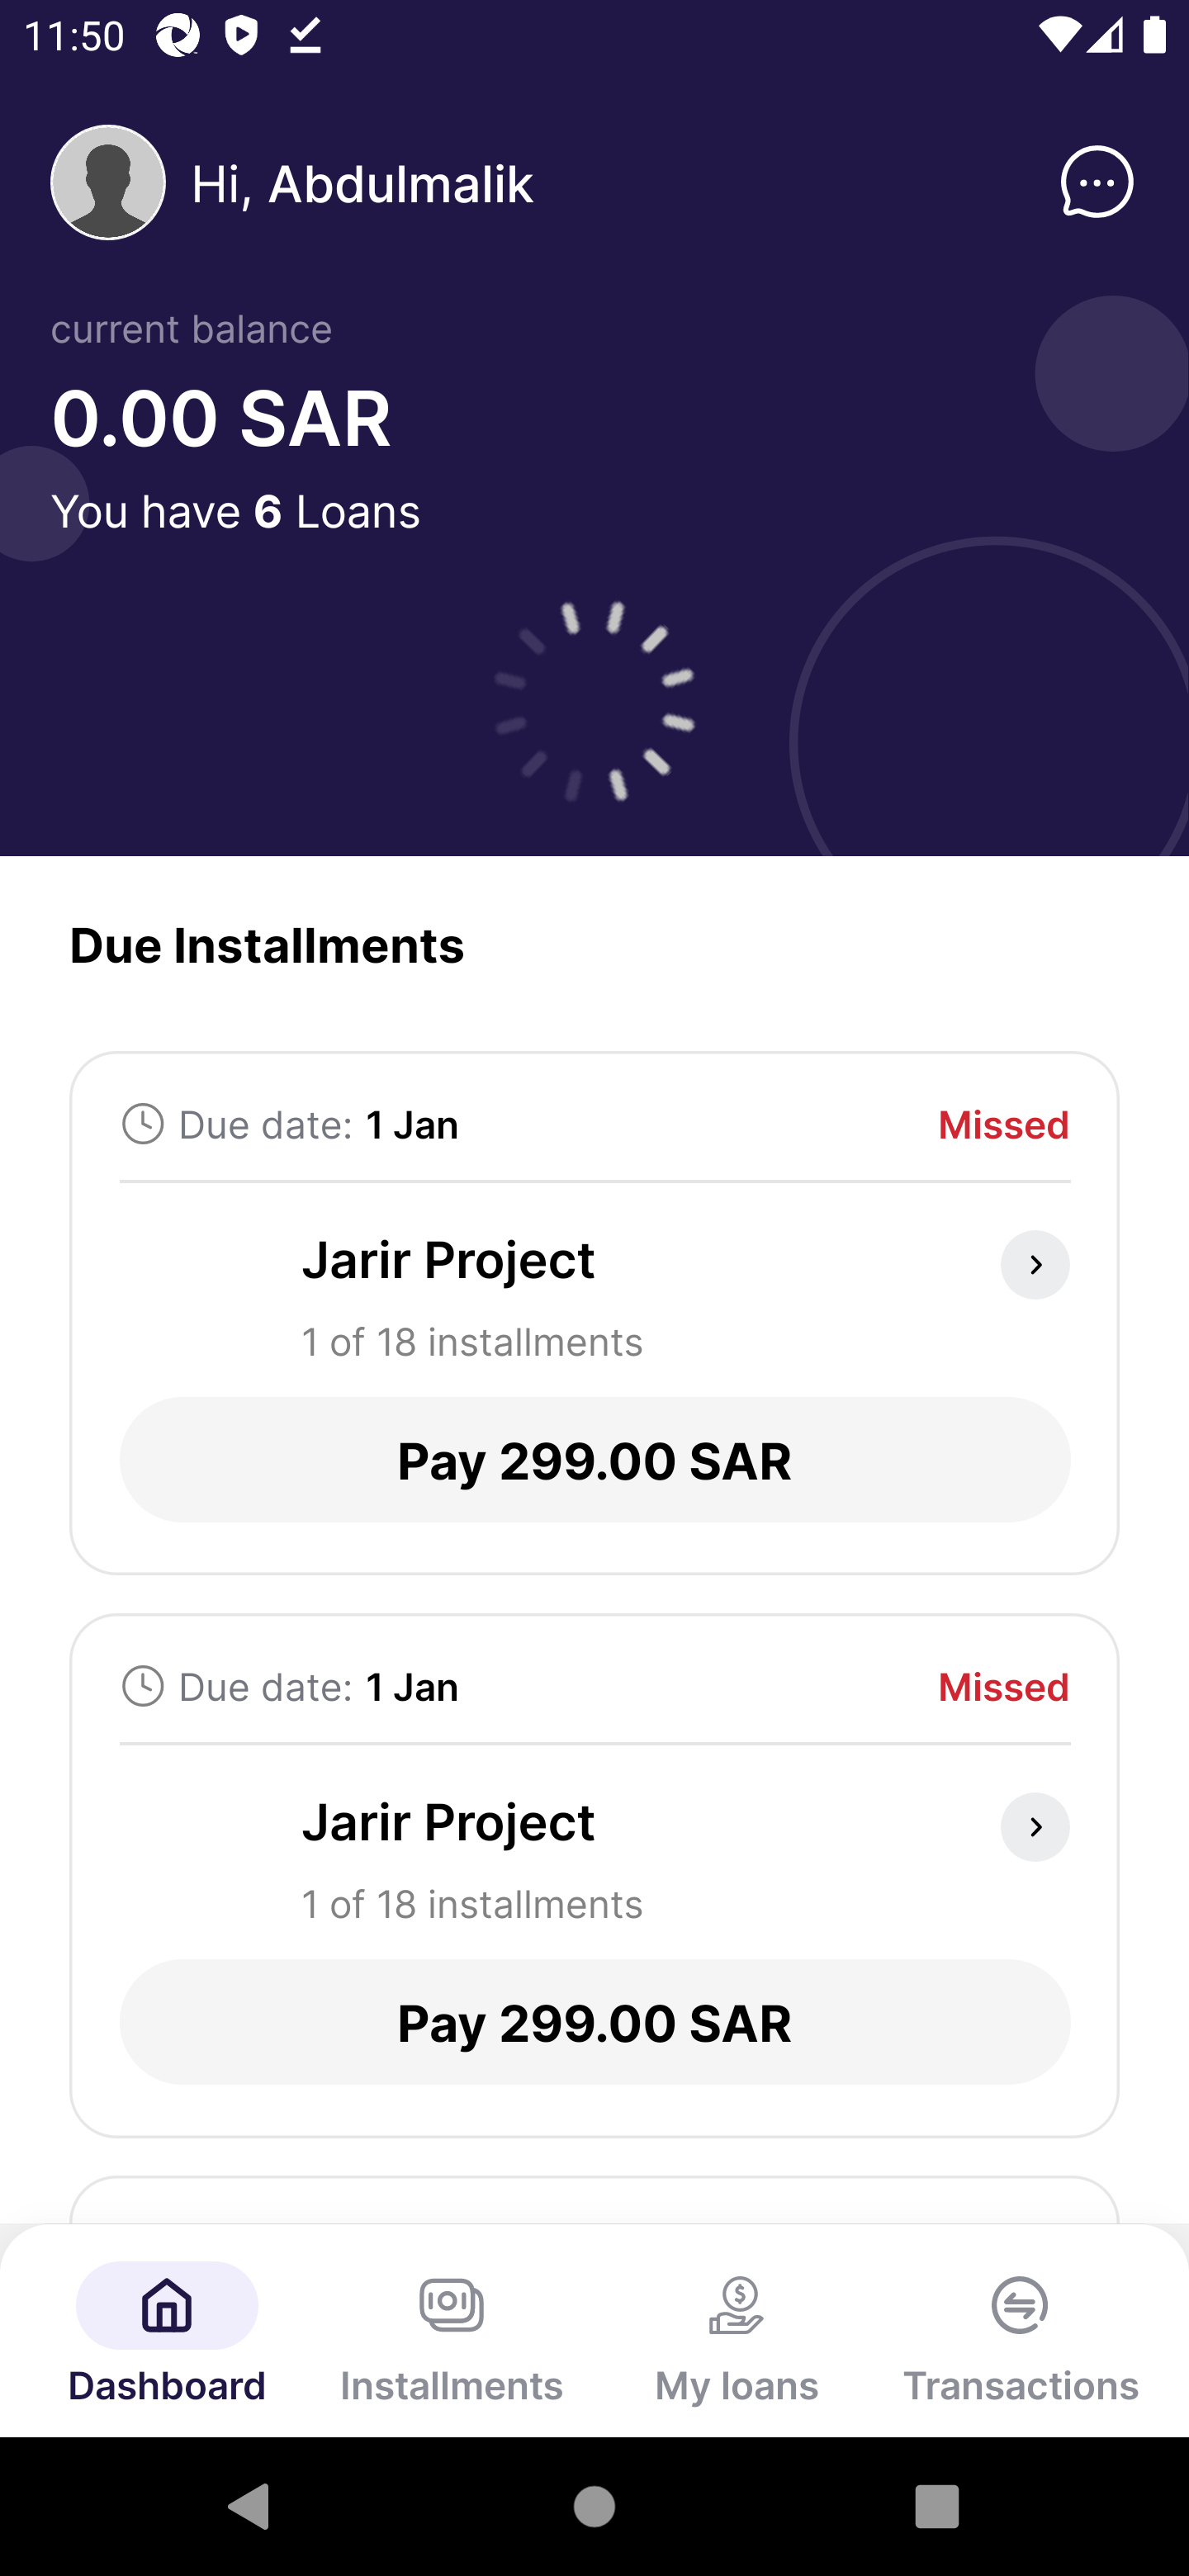 11:50
Hi, Abdulmalik
current balance
0.00 SAR
You have 6 Loans
Due Installments
Due date: 1 Jan
Missed
Jarir Project
1 of 18 installments
Pay 299.00 SAR
Due date: 1 Jan
Missed
Jarir Project
1 of 18 installments
Pay 299.00 SAR
Dashboard
Installments
My loans
Transactions